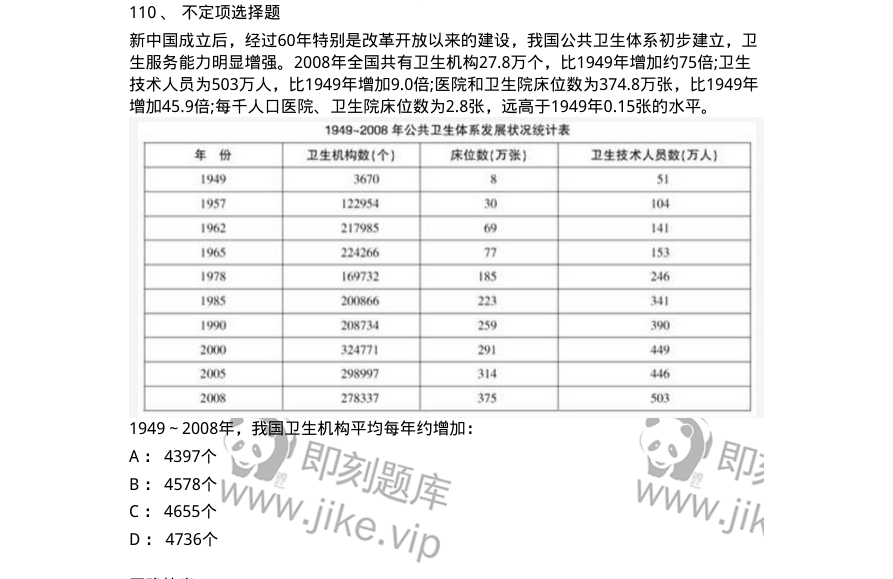 110 、 不定项选择题
新中国成立后，经过60年特别是改革开放以来的建设，我国公共卫生体系初步建立，卫
生服务能力明显增强。2008年全国共有卫生机构27.8万个，比1949年增加约75倍;卫生
技术人员为503万人，比1949年增加9.0倍;医院和卫生院床位数为374.8万张，比1949年
增加45.9倍;每千人口医院、卫生院床位数为2.8张，远高于1949年0.15张的水平。
1949~2008 年公共卫生体系发展状况统计表
年 份 卫生机构数(个) 床位数(万张) 卫生技术人员数(万人)
1949 3670 8 51
1957 122954 30 104
1962 217985 69 141
1965 224266 77 153
1978 169732 185 246
1985 200866 223 341
1990 208734 259 390
2000 324771 291 449
2005 298997 314 446
2008 278337 375 503
1949～2008年，我国卫生机构平均每年约增加：
A： 4397个
B： 4578个
C： 4655个
D： 4736个
即刻题库
www.jike.vip
即刻
www.jik